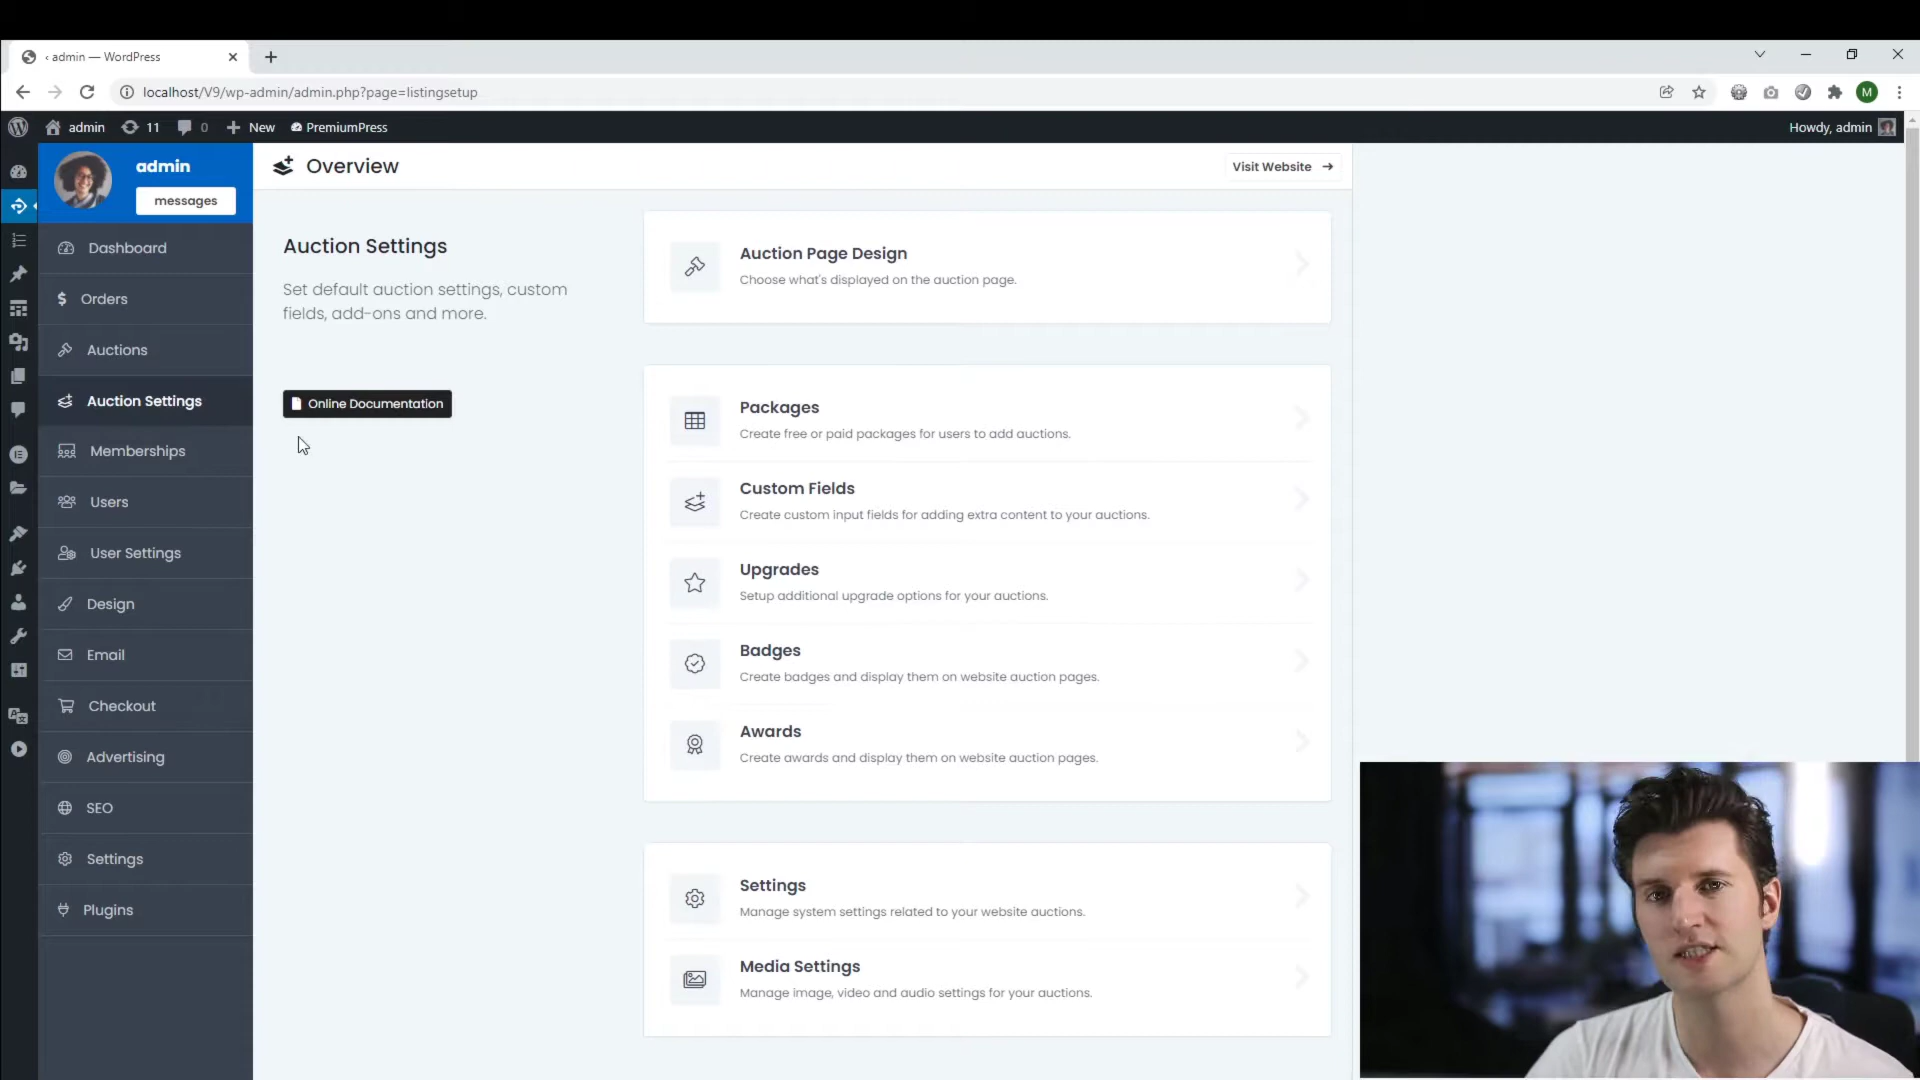 ‹ admin — WordPress
localhost/V9/wp-admin/admin.php?page=listingsetup
M
admin
11
0
New
PremiumPress
Howdy, admin
admin
messages
Dashboard
Orders
Auctions
Auction Settings
Memberships
Users
User Settings
Design
Email
Checkout
Advertising
SEO
Settings
Plugins
Overview
Visit Website
Auction Settings
Set default auction settings, custom
fields, add-ons and more.
Online Documentation
Auction Page Design
Choose what's displayed on the auction page.
Packages
Create free or paid packages for users to add auctions.
Custom Fields
Create custom input fields for adding extra content to your auctions.
Upgrades
Setup additional upgrade options for your auctions.
Badges
Create badges and display them on website auction pages.
Awards
Create awards and display them on website auction pages.
Settings
Manage system settings related to your website auctions.
Media Settings
Manage image, video and audio settings for your auctions.